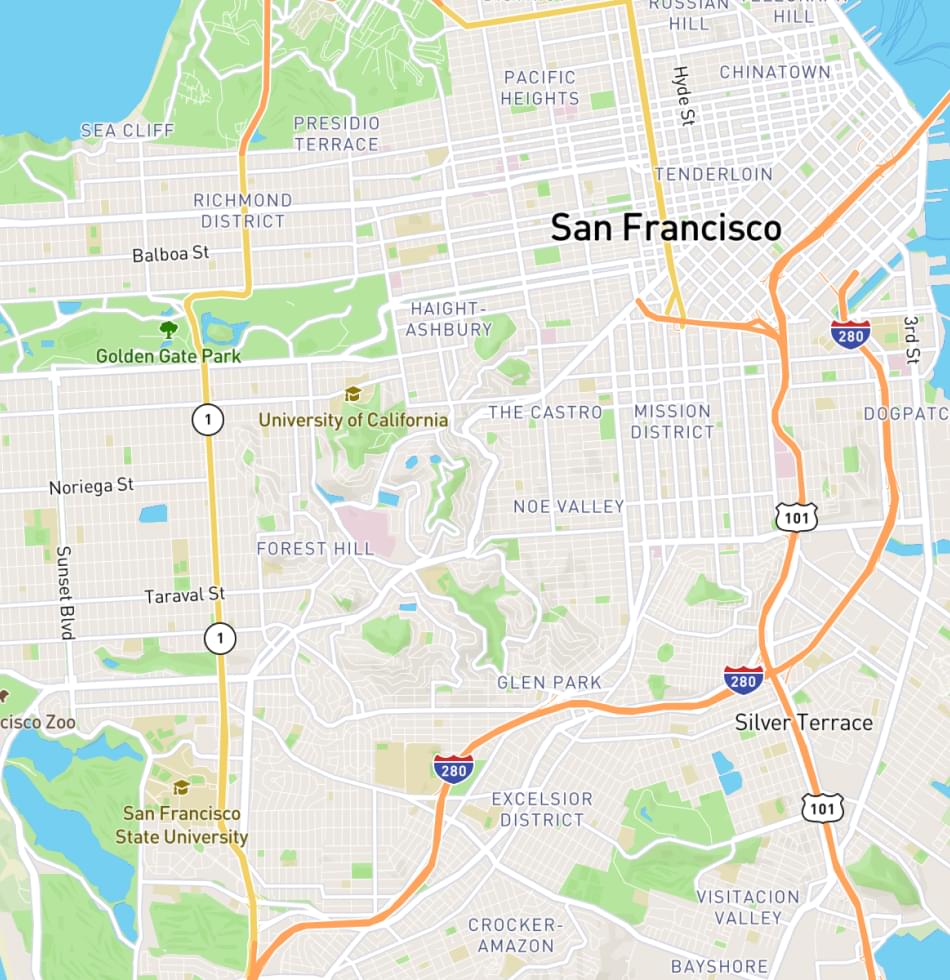 RUSSIAN
HILL
HILL
CHINATOWN
PACIFIC
HEIGHTS
Hyde St
SEA CLIFF
PRESIDIO
TERRACE
TENDERLOIN
RICHMOND
DISTRICT
San Francisco
Balboa St
HAIGHT-
ASHBURY
Golden Gate Park
280
3rd St
University of California
THE CASTRO
MISSION
DISTRICT
DOGPATC
1
Noriega St
NOE VALLEY
101
FOREST HILL
Sunset Blvd
Taraval St
1
GLEN PARK
280
cisco Zoo
Silver Terrace
280
San Francisco
State University
EXCELSIOR
DISTRICT
101
VISITACION
VALLEY
CROCKER-
AMAZON
BAYSHORE